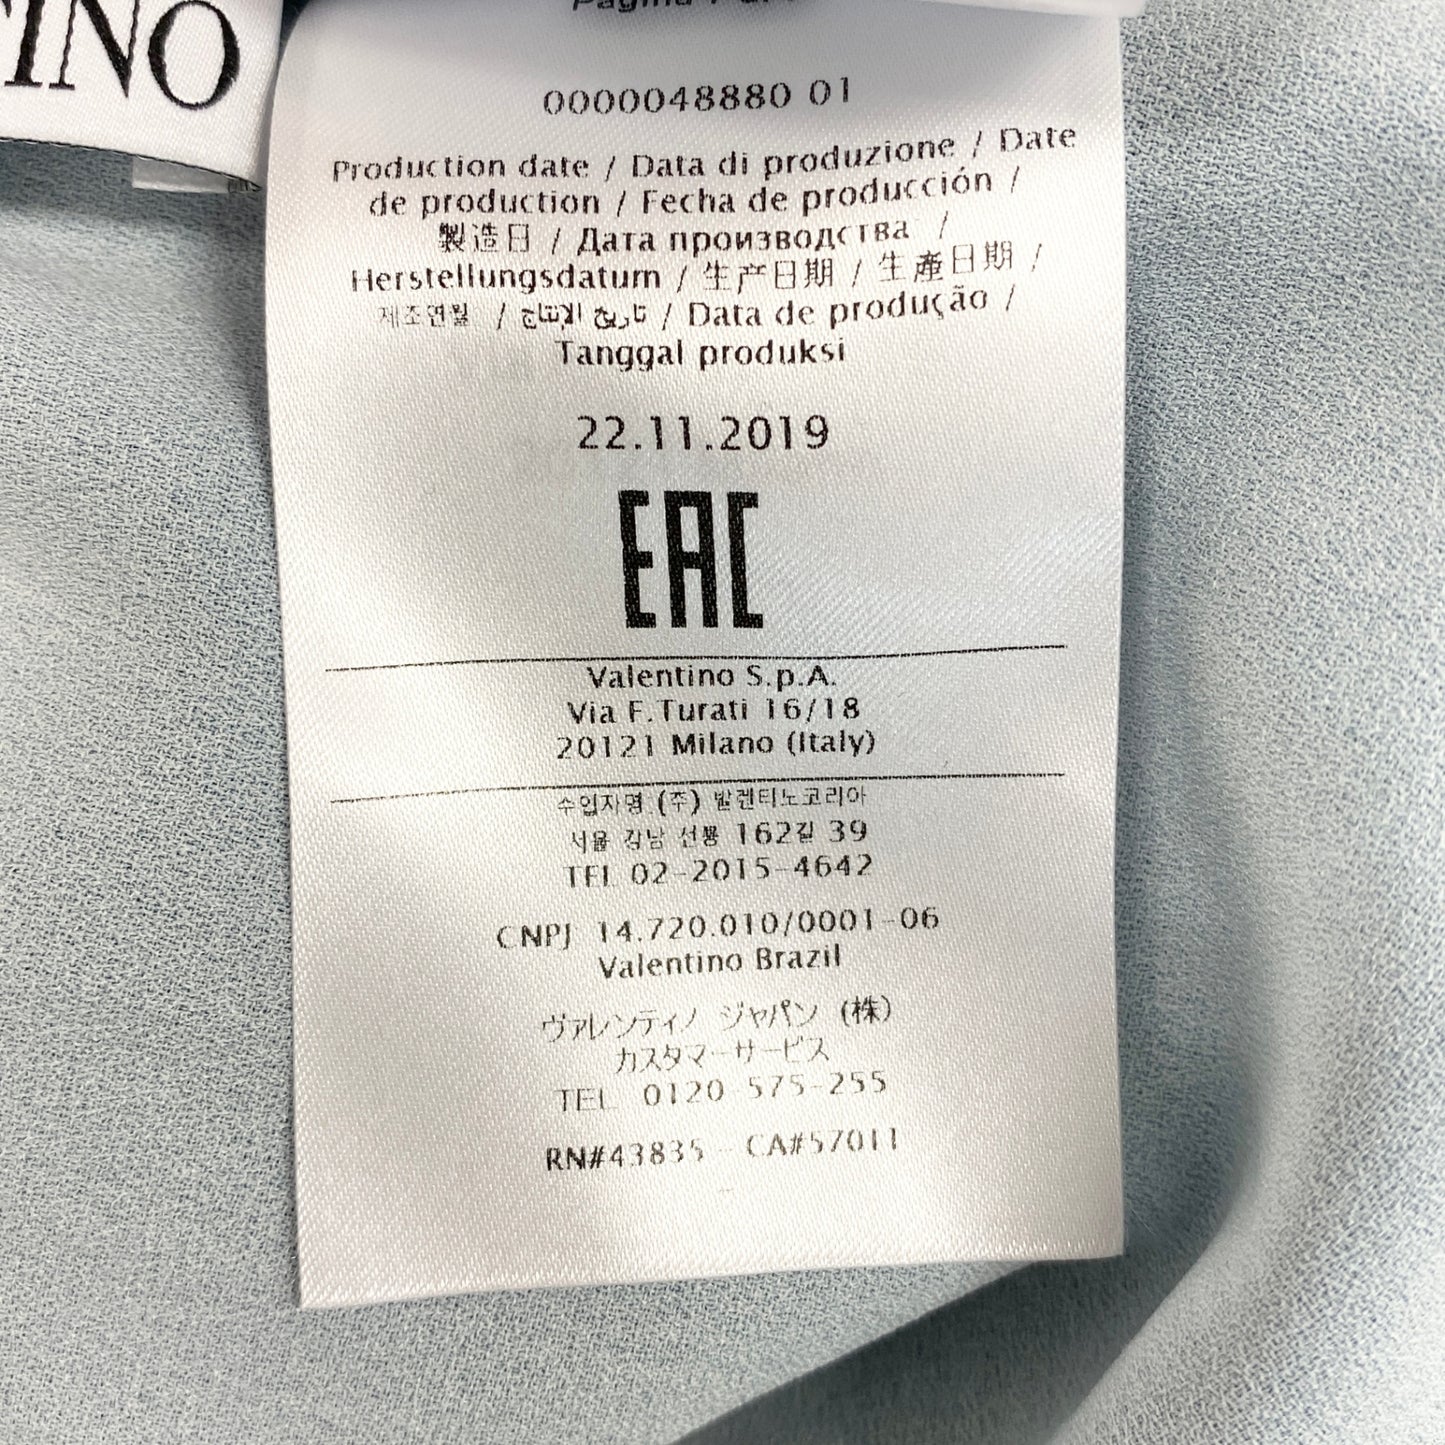 TINO
0000048880 01
Production date / Data di produzione / Date
de production / Fecha de producción /
製造日 / Дата производства /
Herstellungsdatum / 生产日期 / 生產日期 /
제조연월 / تاريخ الإنتاج / Data de produção /
Tanggal produksi
22.11.2019
EAC
Valentino S.p.A.
Via F.Turati 16/18
20121 Milano (Italy)
수입자명:(주) 발렌티노코리아
서울 강남 선릉 162길 39
TEL 02-2015-4642
CNPJ 14.720.010/0001-06
Valentino Brazil
ヴァレンティノ ジャパン (株)
カスタマーサービス
TEL 0120-575-255
RN#43835 - CA#57011